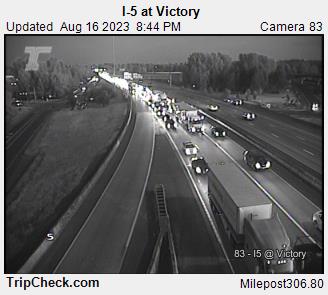 I-5 at Victory
Updated Aug 16 2023 8:44 PM Camera 83
S
83 - I5 @ Victory
TripCheck.com Milepost306.80